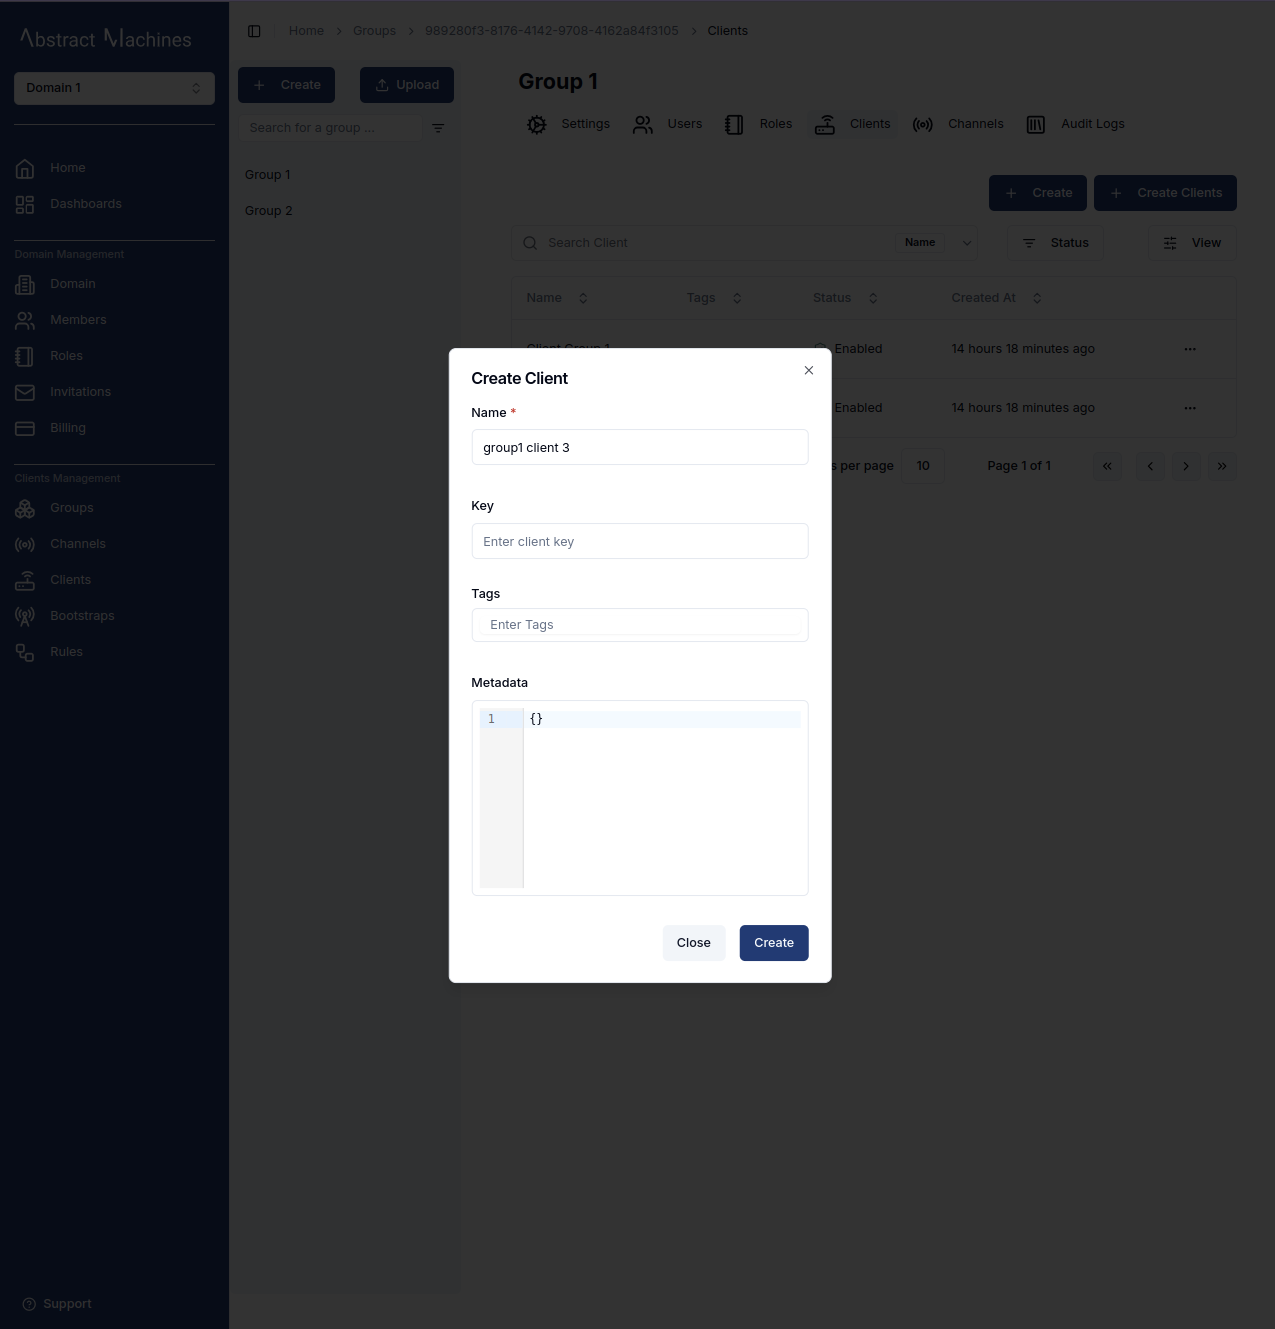 Abstract Machines
Domain 1
Home
Dashboards
Domain Management
Domain
Members
Roles
Invitations
Billing
Clients Management
Groups
Channels
Clients
Bootstraps
Rules
Support
Home > Groups > 989280f3-8176-4142-9708-4162a84f3105 > Clients
+ Create
Upload
Search for a group ...
Group 1
Group 2
Group 1
Settings Users Roles Clients Channels Audit Logs
+ Create + Create Clients
Search Client Name Status View
Name Tags Status Created At
Client Group 1 Enabled 14 hours 18 minutes ago ...
Enabled 14 hours 18 minutes ago ...
s per page 10 Page 1 of 1
Create Client
Name *
group1 client 3
Key
Enter client key
Tags
Enter Tags
Metadata
1 {}
Close Create